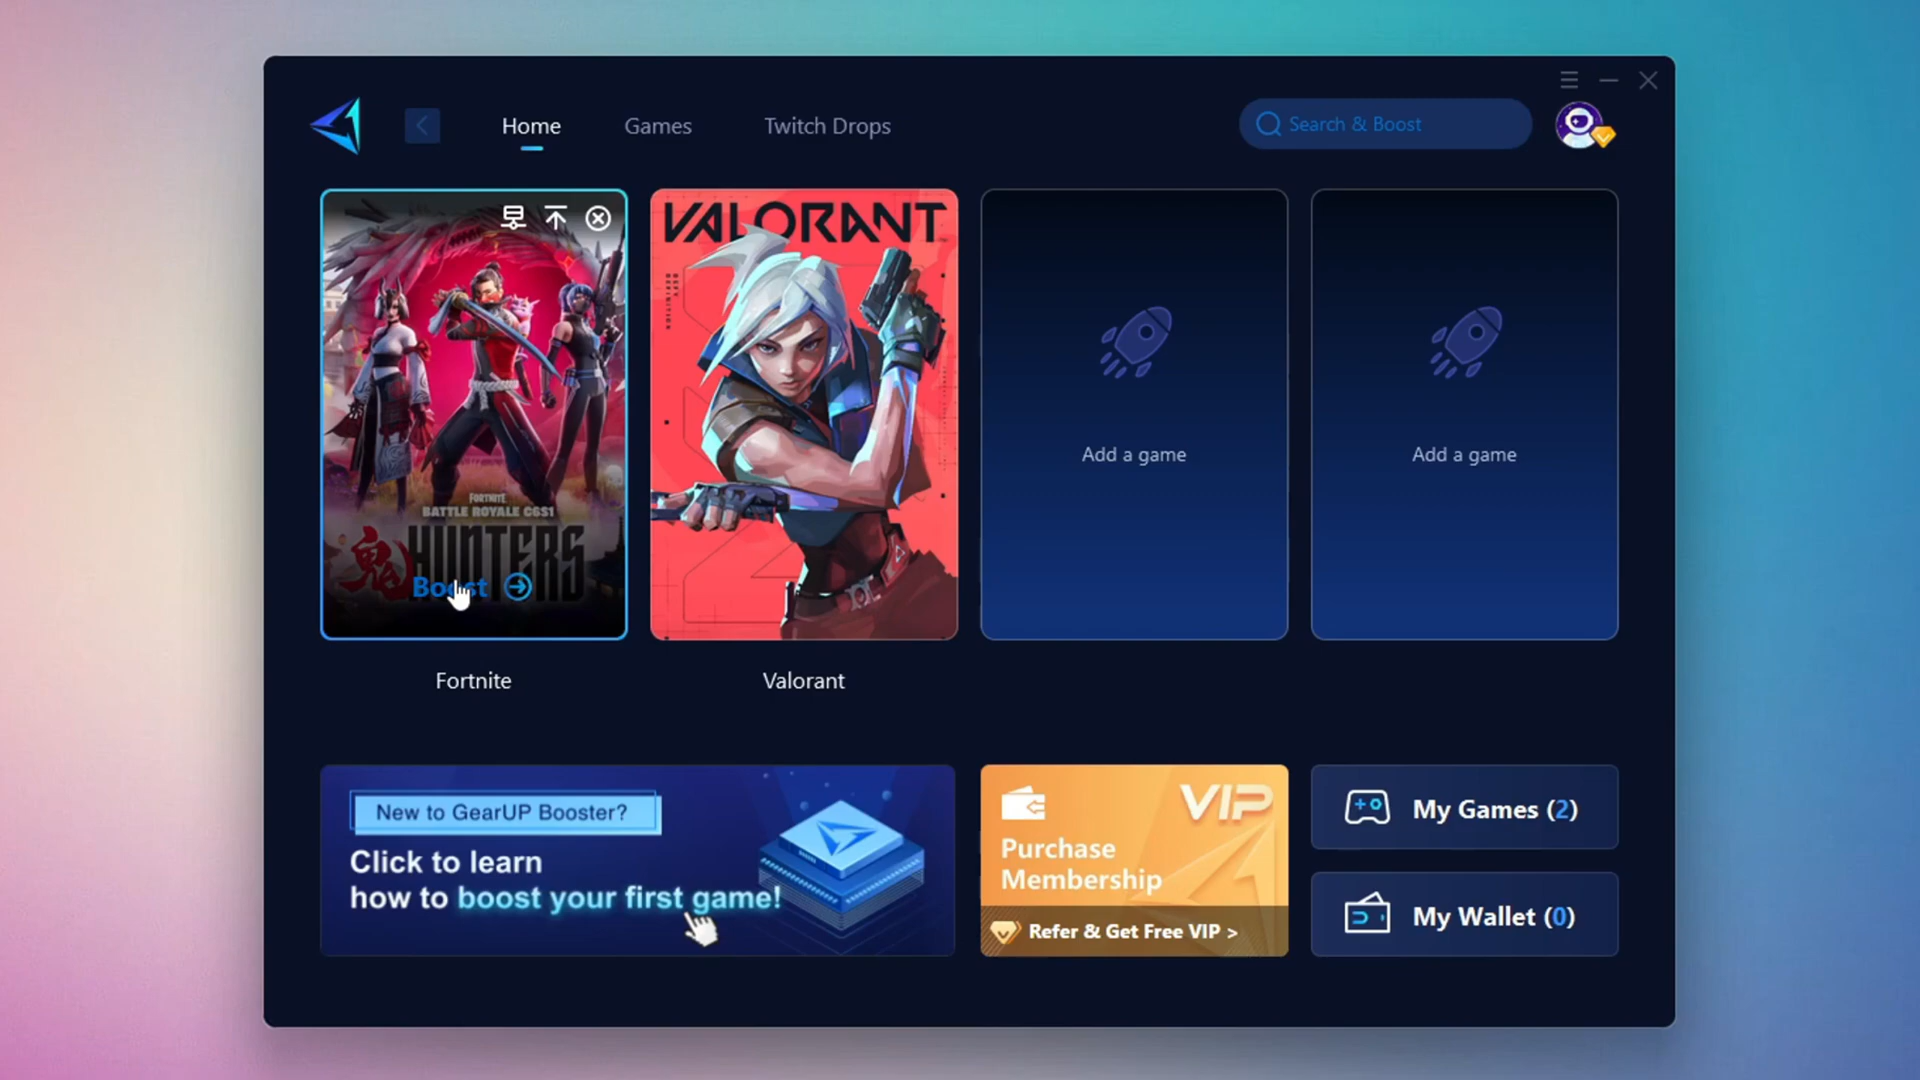 Home
Games
Twitch Drops
Search & Boost
VALORANT
FORTNITE
BATTLE ROYALE C6S1
鬼 HUNTERS
Boost
Add a game
Add a game
Fortnite
Valorant
New to GearUP Booster?
Click to learn
how to boost your first game!
VIP
Purchase
Membership
Refer & Get Free VIP >
My Games (2)
My Wallet (0)